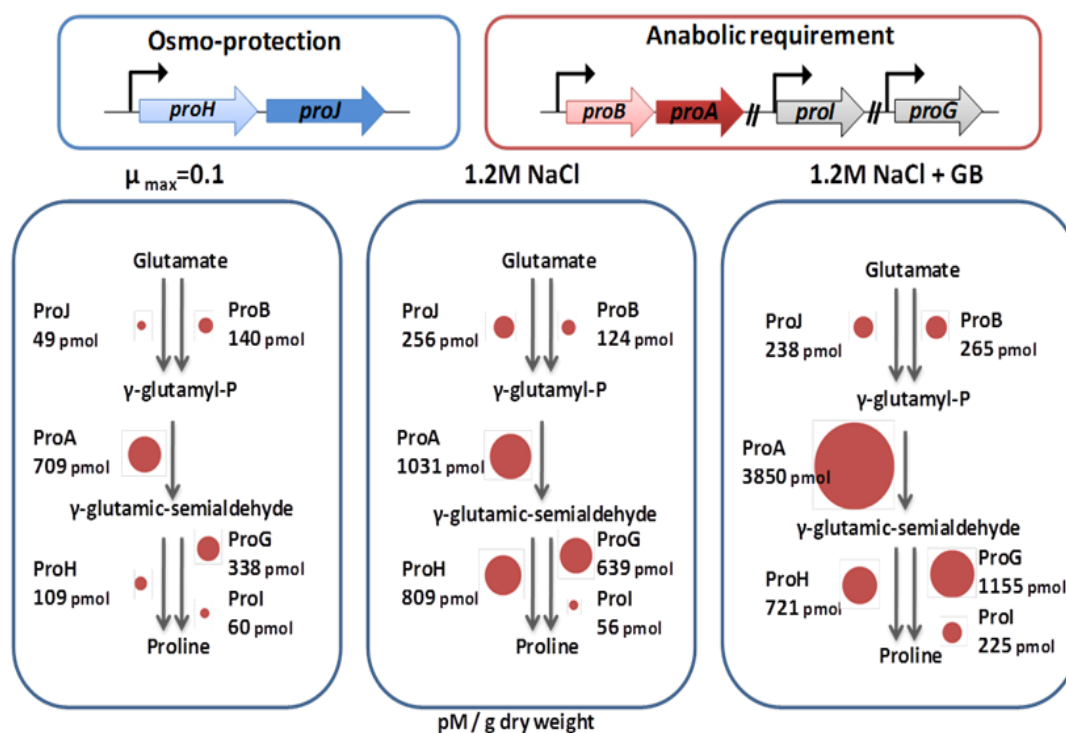 Osmo-protection
proH proJ
Anabolic requirement
proB proA proI proG
μ max=0.1
1.2M NaCl
1.2M NaCl + GB
Glutamate
ProJ
49 pmol
ProB
140 pmol
γ-glutamyl-P
ProA
709 pmol
γ-glutamic-semialdehyde
ProG
338 pmol
ProH
109 pmol
ProI
60 pmol
Proline
Glutamate
ProJ
256 pmol
ProB
124 pmol
γ-glutamyl-P
ProA
1031 pmol
γ-glutamic-semialdehyde
ProG
639 pmol
ProH
809 pmol
ProI
56 pmol
Proline
Glutamate
ProJ
238 pmol
ProB
265 pmol
γ-glutamyl-P
ProA
3850 pmol
γ-glutamic-semialdehyde
ProG
1155 pmol
ProH
721 pmol
ProI
225 pmol
Proline
pM / g dry weight